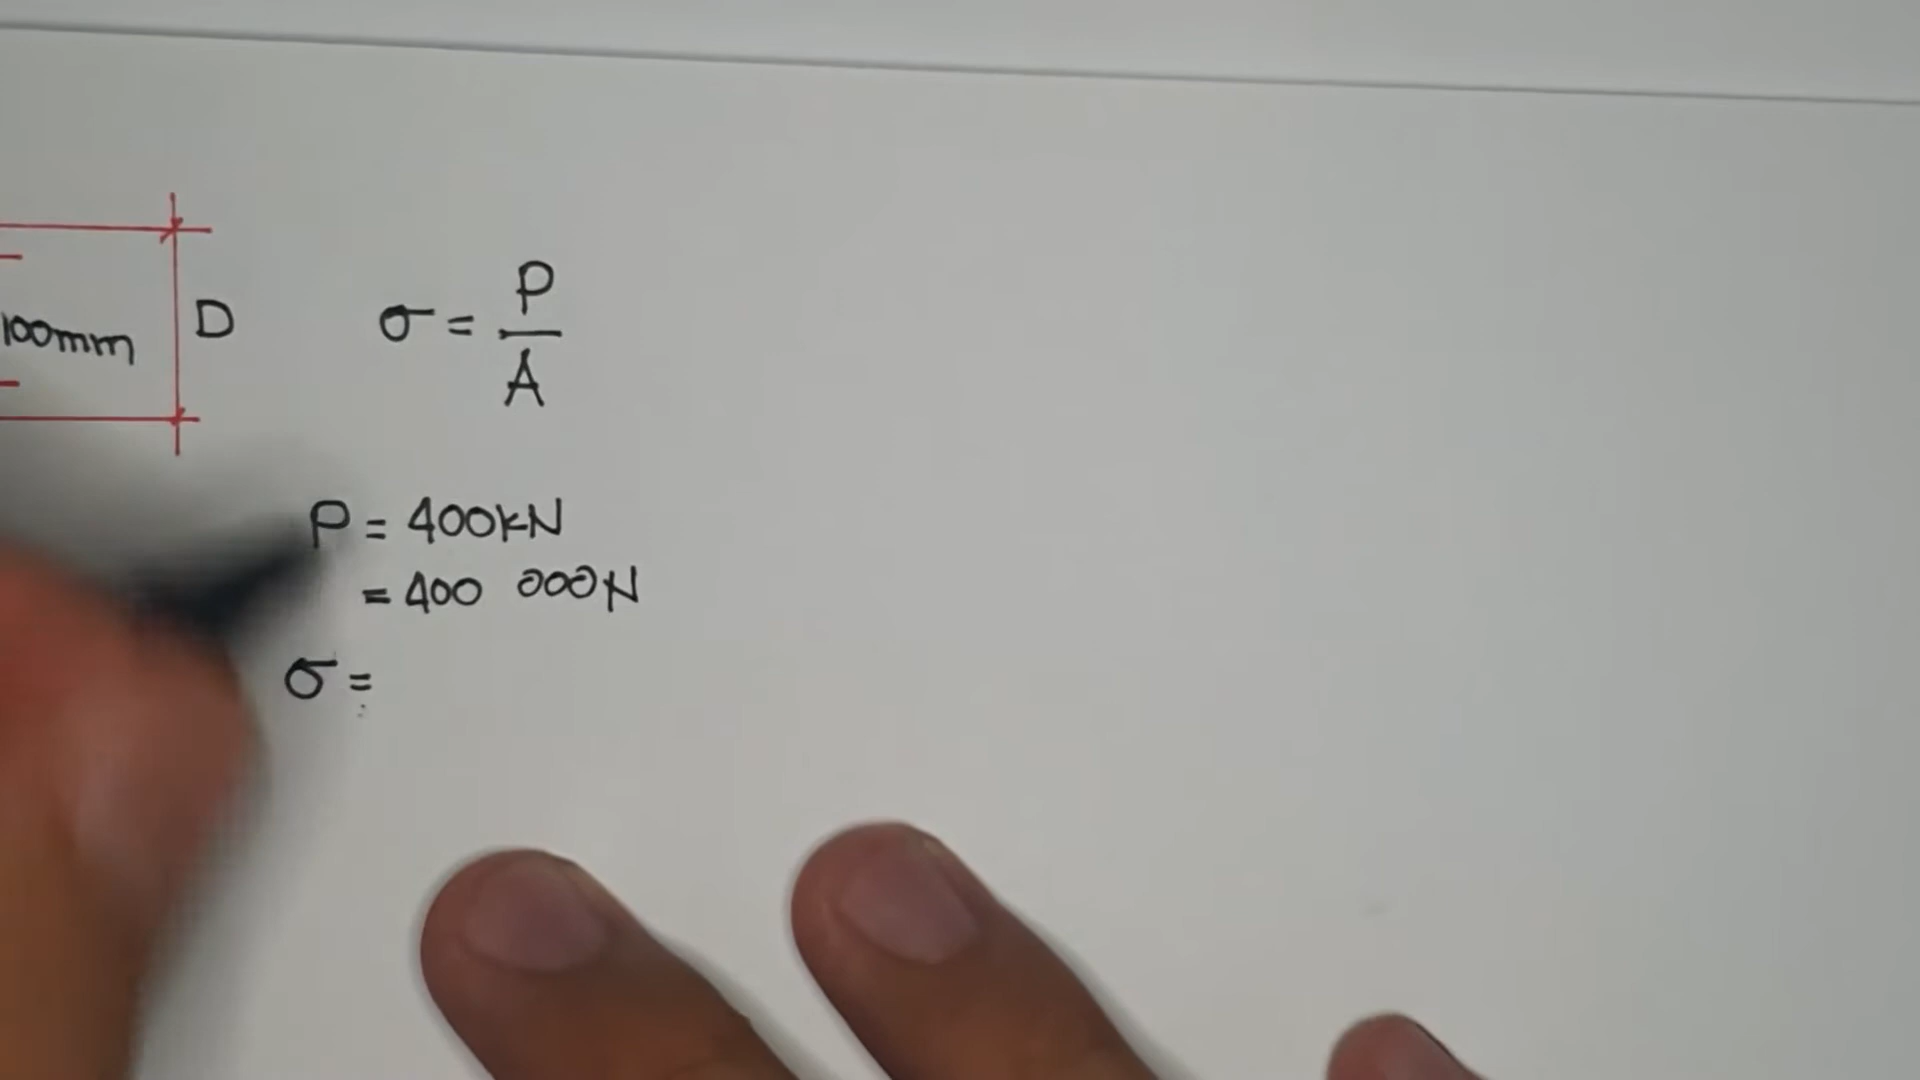 100mm D
σ = P
A
P = 400kN
= 400 000N
σ =